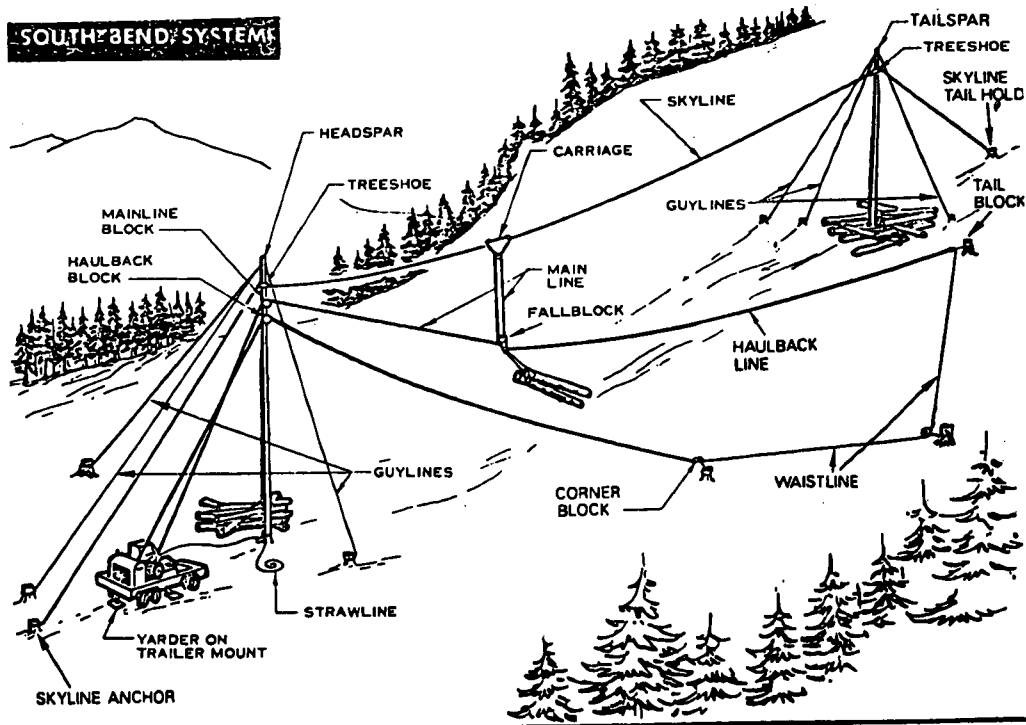 SOUTH BEND SYSTEM
TAILSPAR
TREESHOE
SKYLINE
TAIL HOLD
SKYLINE
HEADSPAR
CARRIAGE
TREESHOE
TAIL
BLOCK
GUYLINES
MAINLINE
BLOCK
HAULBACK
BLOCK
MAIN
LINE
FALLBLOCK
HAULBACK
LINE
GUYLINES
CORNER
BLOCK
WAISTLINE
STRAWLINE
YARDER ON
TRAILER MOUNT
SKYLINE ANCHOR